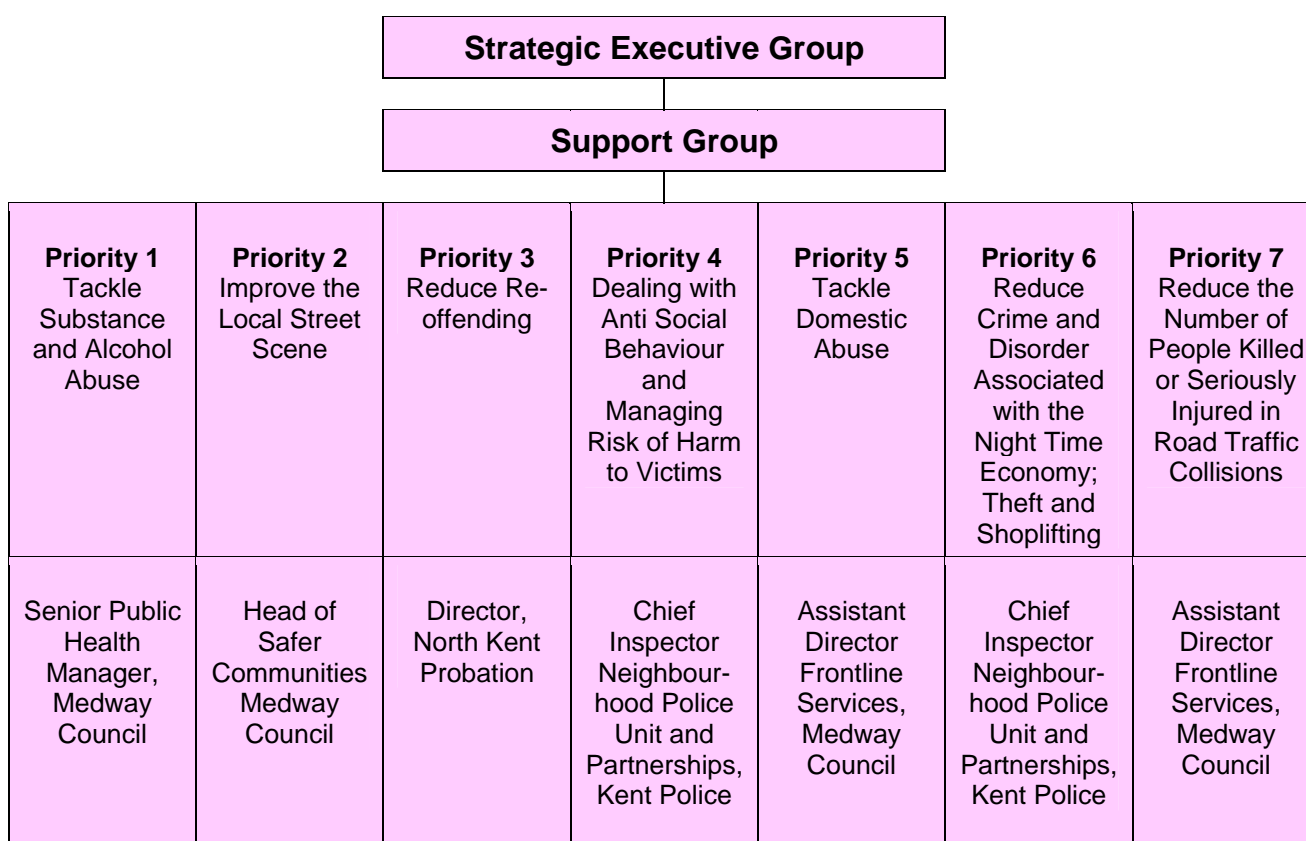 Strategic Executive Group
Support Group
Priority 1
Tackle
Substance
and Alcohol
Abuse
Priority 2
Improve the
Local Street
Scene
Priority 3
Reduce Re-
offending
Priority 4
Dealing with
Anti Social
Behaviour
and
Managing
Risk of Harm
to Victims
Priority 5
Tackle
Domestic
Abuse
Priority 6
Reduce
Crime and
Disorder
Associated
with the
Night Time
Economy;
Theft and
Shoplifting
Priority 7
Reduce the
Number of
People Killed
or Seriously
Injured in
Road Traffic
Collisions
Senior Public
Health
Manager,
Medway
Council
Head of
Safer
Communities
Medway
Council
Director,
North Kent
Probation
Chief
Inspector
Neighbour-
hood Police
Unit and
Partnerships,
Kent Police
Assistant
Director
Frontline
Services,
Medway
Council
Chief
Inspector
Neighbour-
hood Police
Unit and
Partnerships,
Kent Police
Assistant
Director
Frontline
Services,
Medway
Council